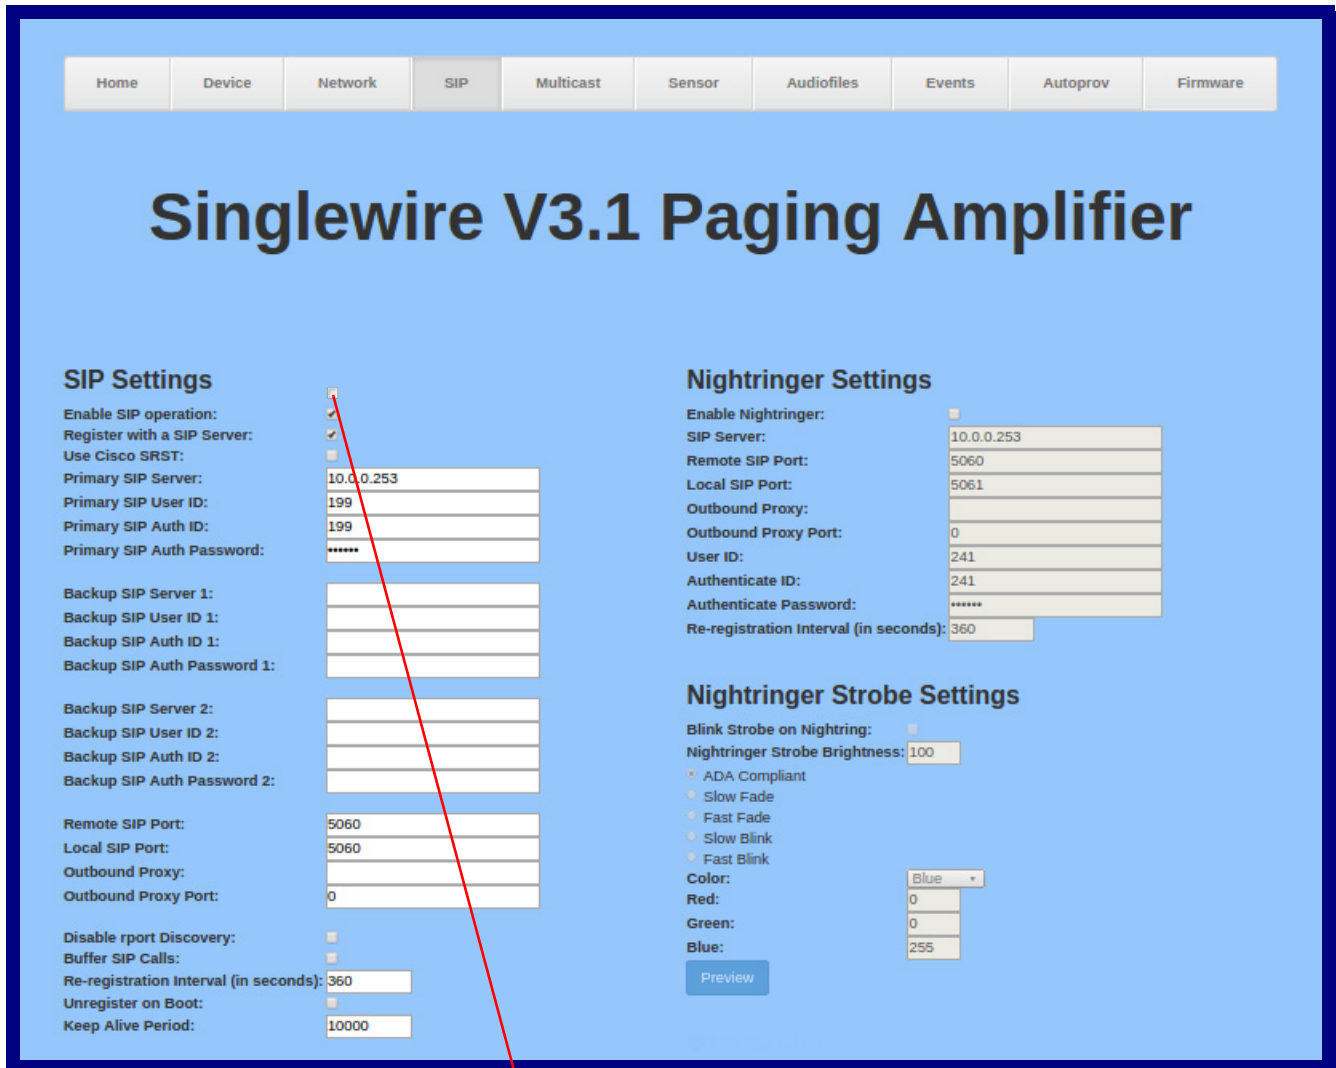 Home Device Network SIP Multicast Sensor Audiofiles Events Autoprov Firmware
Singlewire V3.1 Paging Amplifier
SIP Settings
Enable SIP operation:
Register with a SIP Server:
Use Cisco SRST:
Primary SIP Server: 10.0.0.253
Primary SIP User ID: 199
Primary SIP Auth ID: 199
Primary SIP Auth Password: ••••••
Backup SIP Server 1:
Backup SIP User ID 1:
Backup SIP Auth ID 1:
Backup SIP Auth Password 1:
Backup SIP Server 2:
Backup SIP User ID 2:
Backup SIP Auth ID 2:
Backup SIP Auth Password 2:
Remote SIP Port: 5060
Local SIP Port: 5060
Outbound Proxy:
Outbound Proxy Port: 0
Disable rport Discovery:
Buffer SIP Calls:
Re-registration Interval (in seconds): 360
Unregister on Boot:
Keep Alive Period: 10000
Nightringer Settings
Enable Nightringer:
SIP Server: 10.0.0.253
Remote SIP Port: 5060
Local SIP Port: 5061
Outbound Proxy:
Outbound Proxy Port: 0
User ID: 241
Authenticate ID: 241
Authenticate Password: ••••••
Re-registration Interval (in seconds): 360
Nightringer Strobe Settings
Blink Strobe on Nightring:
Nightringer Strobe Brightness: 100
ADA Compliant
Slow Fade
Fast Fade
Slow Blink
Fast Blink
Color: Blue
Red: 0
Green: 0
Blue: 255
Preview